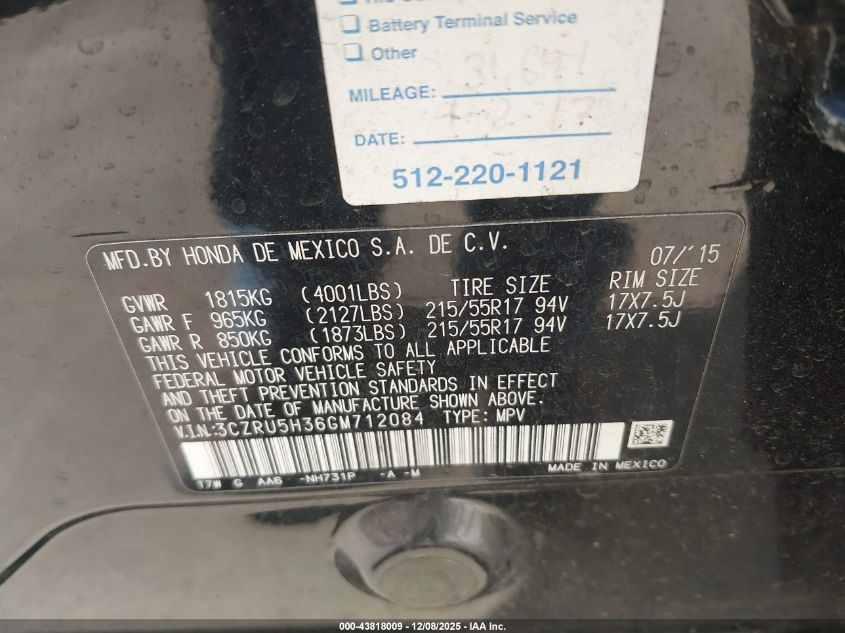 Battery Terminal Service
Other
MILEAGE:
DATE:
512-220-1121
MFD.BY HONDA DE MEXICO S.A. DE C.V. 07/'15
GVWR 1815KG (4001LBS) TIRE SIZE RIM SIZE
GAWR F 965KG (2127LBS) 215/55R17 94V 17X7.5J
GAWR R 850KG (1873LBS) 215/55R17 94V 17X7.5J
THIS VEHICLE CONFORMS TO ALL APPLICABLE
FEDERAL MOTOR VEHICLE SAFETY
AND THEFT PREVENTION STANDARDS IN EFFECT
ON THE DATE OF MANUFACTURE SHOWN ABOVE.
V.I.N:3CZRU5H36GM712084 TYPE: MPV
MADE IN MEXICO
T7W G AA6 -NH731P -A -M
000-43818009 - 12/08/2025 - IAA Inc.